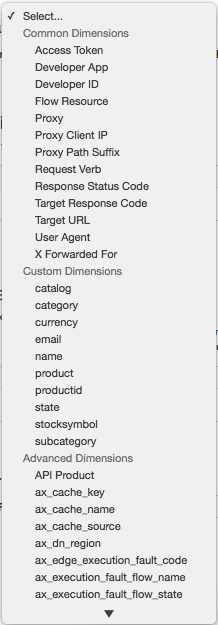 ✓ Select...
Common Dimensions
Access Token
Developer App
Developer ID
Flow Resource
Proxy
Proxy Client IP
Proxy Path Suffix
Request Verb
Response Status Code
Target Response Code
Target URL
User Agent
X Forwarded For
Custom Dimensions
catalog
category
currency
email
name
product
productid
state
stocksymbol
subcategory
Advanced Dimensions
API Product
ax_cache_key
ax_cache_name
ax_cache_source
ax_dn_region
ax_edge_execution_fault_code
ax_execution_fault_flow_name
ax_execution_fault_flow_state